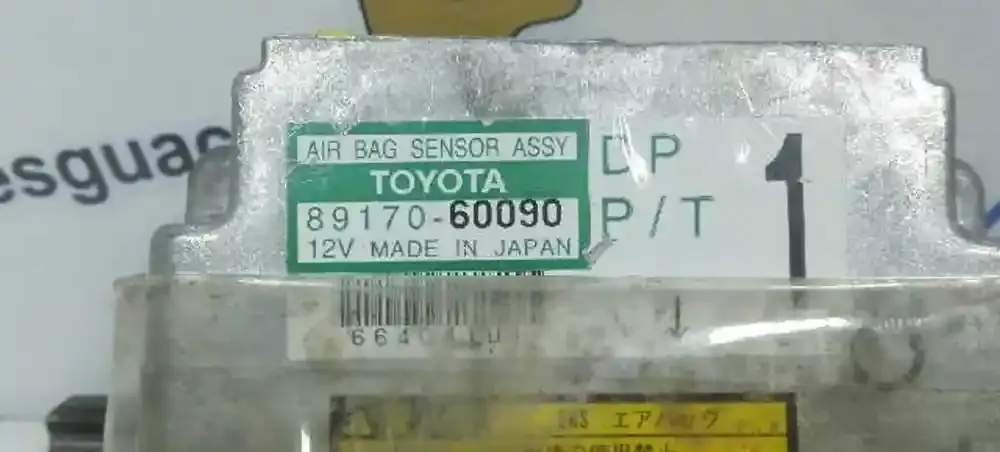 esguac
AIR BAG SENSOR ASSY
TOYOTA
89170-60090
12V MADE IN JAPAN
DP
P/T
1
エアバッグ